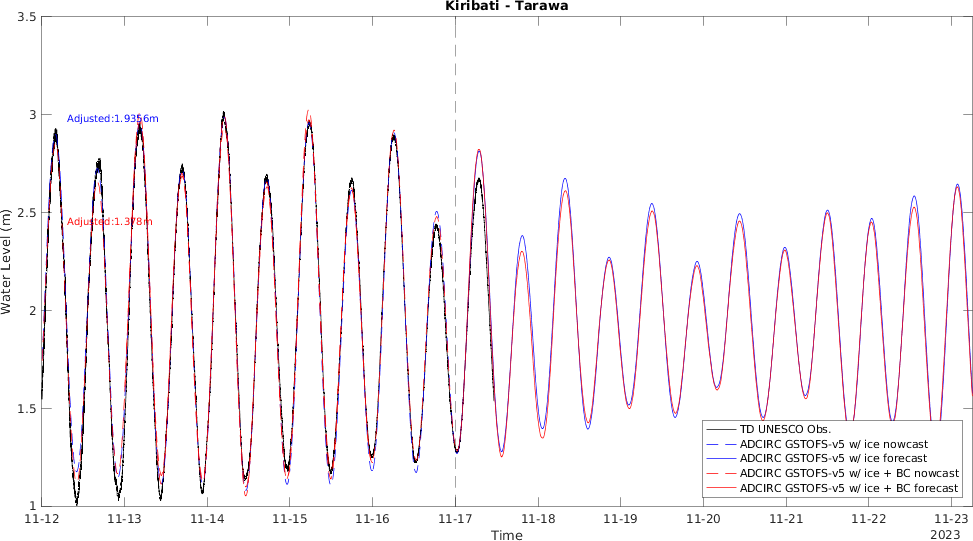 Kiribati - Tarawa
3.5
3
2.5
2
1.5
1
Water Level (m)
Adjusted:1.9356m
Adjusted:1.378m
TD UNESCO Obs.
ADCIRC GSTOFS-v5 w/ ice nowcast
ADCIRC GSTOFS-v5 w/ ice forecast
ADCIRC GSTOFS-v5 w/ ice + BC nowcast
ADCIRC GSTOFS-v5 w/ ice + BC forecast
11-12 11-13 11-14 11-15 11-16 11-17 11-18 11-19 11-20 11-21 11-22 11-23
Time
2023